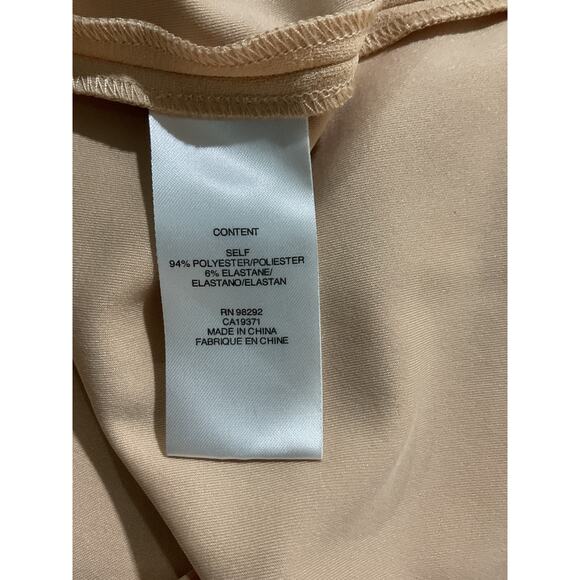 CONTENT
SELF
94% POLYESTER/POLIESTER
6% ELASTANE/
ELASTANO/ELASTAN
RN 98292
CA19371
MADE IN CHINA
FABRIQUE EN CHINE